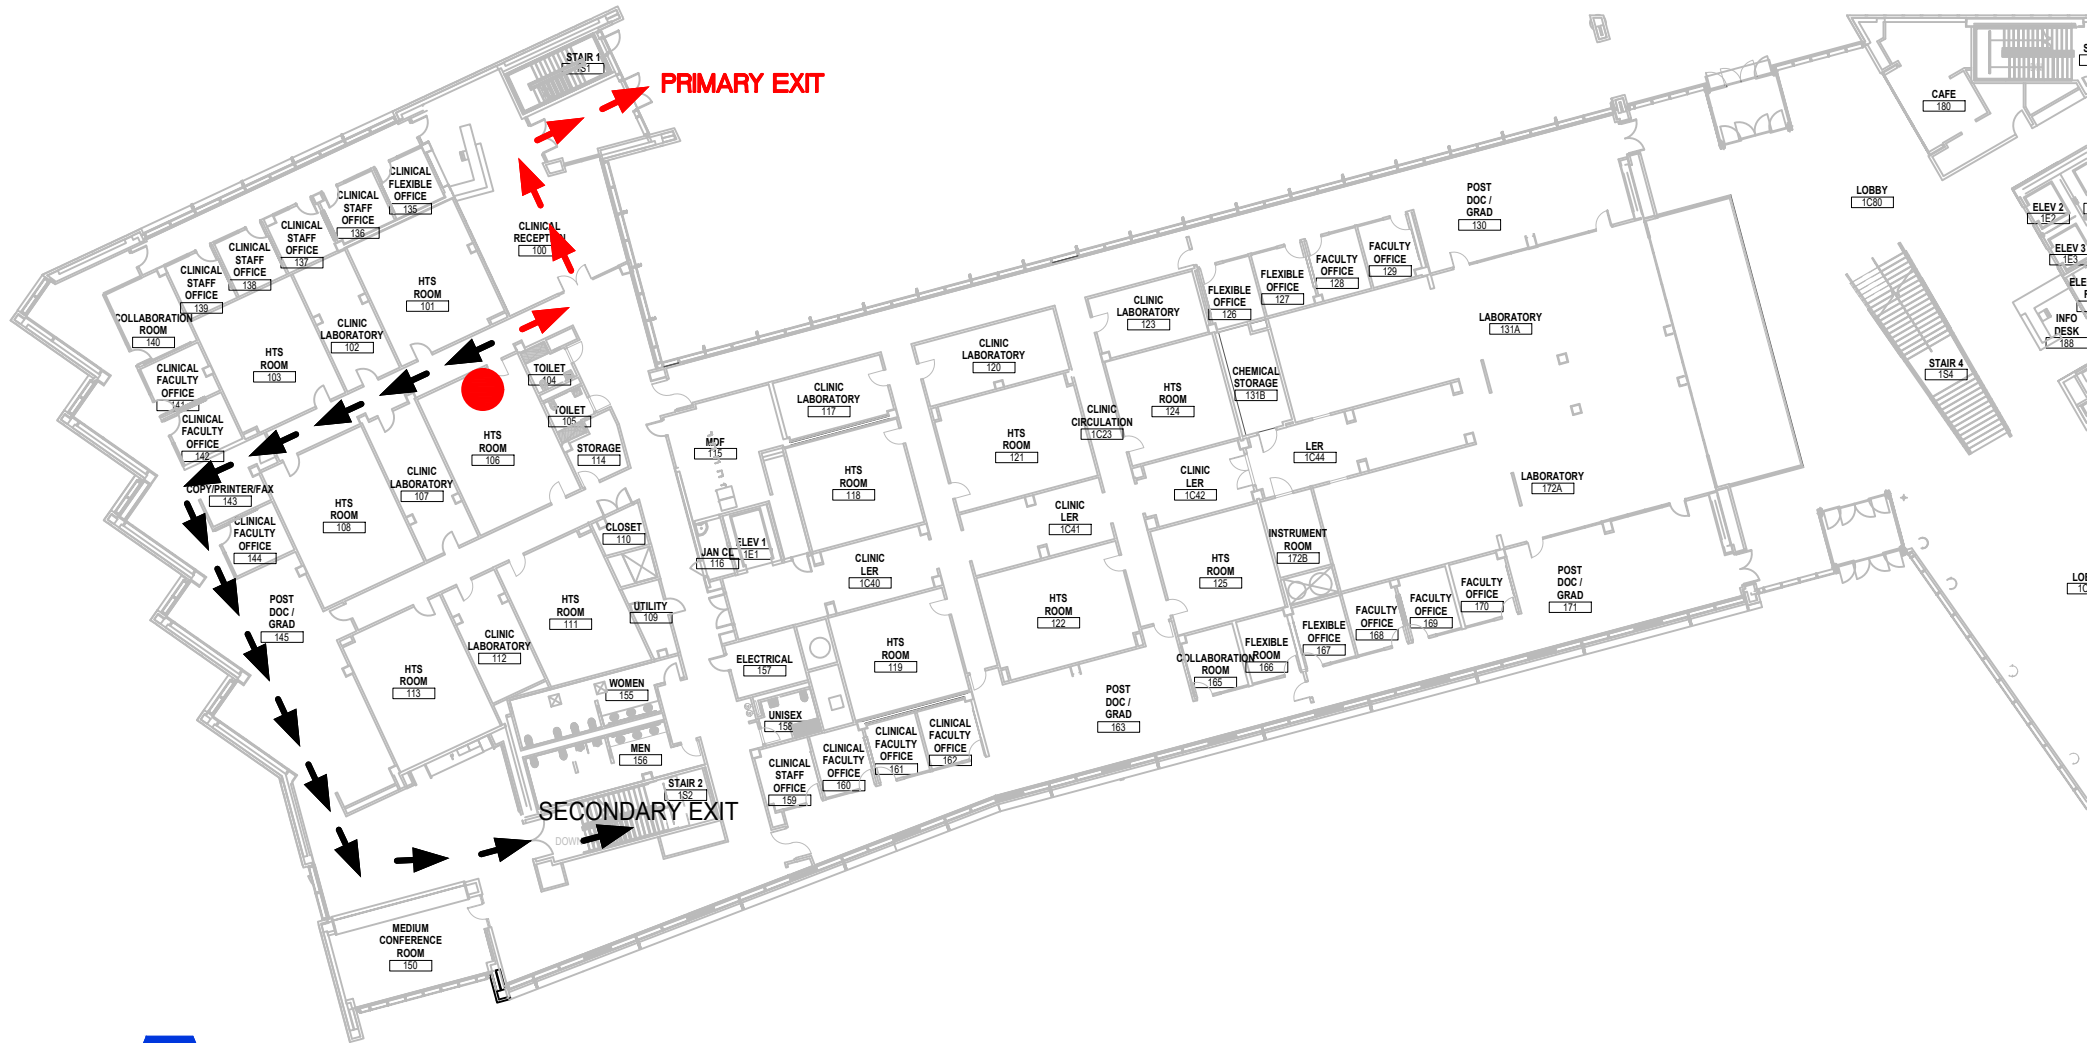 STAIR 1
1S1
PRIMARY EXIT
CLINICAL
FLEXIBLE
OFFICE
135
CLINICAL
STAFF
OFFICE
136
CLINICAL
STAFF
OFFICE
137
CLINICAL
STAFF
OFFICE
138
CLINICAL
STAFF
OFFICE
139
COLLABORATION
ROOM
140
CLINICAL
FACULTY
OFFICE
141
CLINICAL
FACULTY
OFFICE
142
COPY/PRINTER/FAX
143
CLINICAL
FACULTY
OFFICE
144
POST
DOC /
GRAD
145
CLINICAL
100
HTS
ROOM
101
CLINIC
LABORATORY
102
HTS
ROOM
103
TOILET
104
TOILET
105
STORAGE
114
HTS
ROOM
106
CLINIC
LABORATORY
107
HTS
ROOM
108
CLOSET
110
UTILITY
109
HTS
ROOM
111
CLINIC
LABORATORY
112
HTS
ROOM
113
WOMEN
155
MEN
156
STAIR 2
1S2
SECONDARY EXIT
DOWN
MEDIUM
CONFERENCE
ROOM
150
MDF
115
JAN CL
116
ELEV 1
1E1
CLINIC
LABORATORY
117
HTS
ROOM
118
CLINIC
LER
1C40
HTS
ROOM
119
ELECTRICAL
157
UNISEX
158
CLINICAL
STAFF
OFFICE
159
CLINICAL
FACULTY
OFFICE
160
CLINICAL
FACULTY
OFFICE
161
CLINICAL
FACULTY
OFFICE
162
CLINIC
LABORATORY
120
HTS
ROOM
121
CLINIC
LER
1C41
HTS
ROOM
122
POST
DOC /
GRAD
163
CLINIC
LABORATORY
123
HTS
ROOM
124
CLINIC
CIRCULATION
1C23
CLINIC
LER
1C42
HTS
ROOM
125
COLLABORATION
ROOM
165
FLEXIBLE
ROOM
166
FLEXIBLE
OFFICE
167
FACULTY
OFFICE
168
FACULTY
OFFICE
169
FACULTY
OFFICE
170
POST
DOC /
GRAD
171
FLEXIBLE
OFFICE
126
FLEXIBLE
OFFICE
127
FACULTY
OFFICE
128
FACULTY
OFFICE
129
POST
DOC /
GRAD
130
LABORATORY
131A
CHEMICAL
STORAGE
131B
LER
1C44
LABORATORY
172A
INSTRUMENT
ROOM
172B
LOBBY
1C80
CAFE
180
ELEV 2
1E2
ELEV 3
1E3
INFO
DESK
188
STAIR 4
1S4